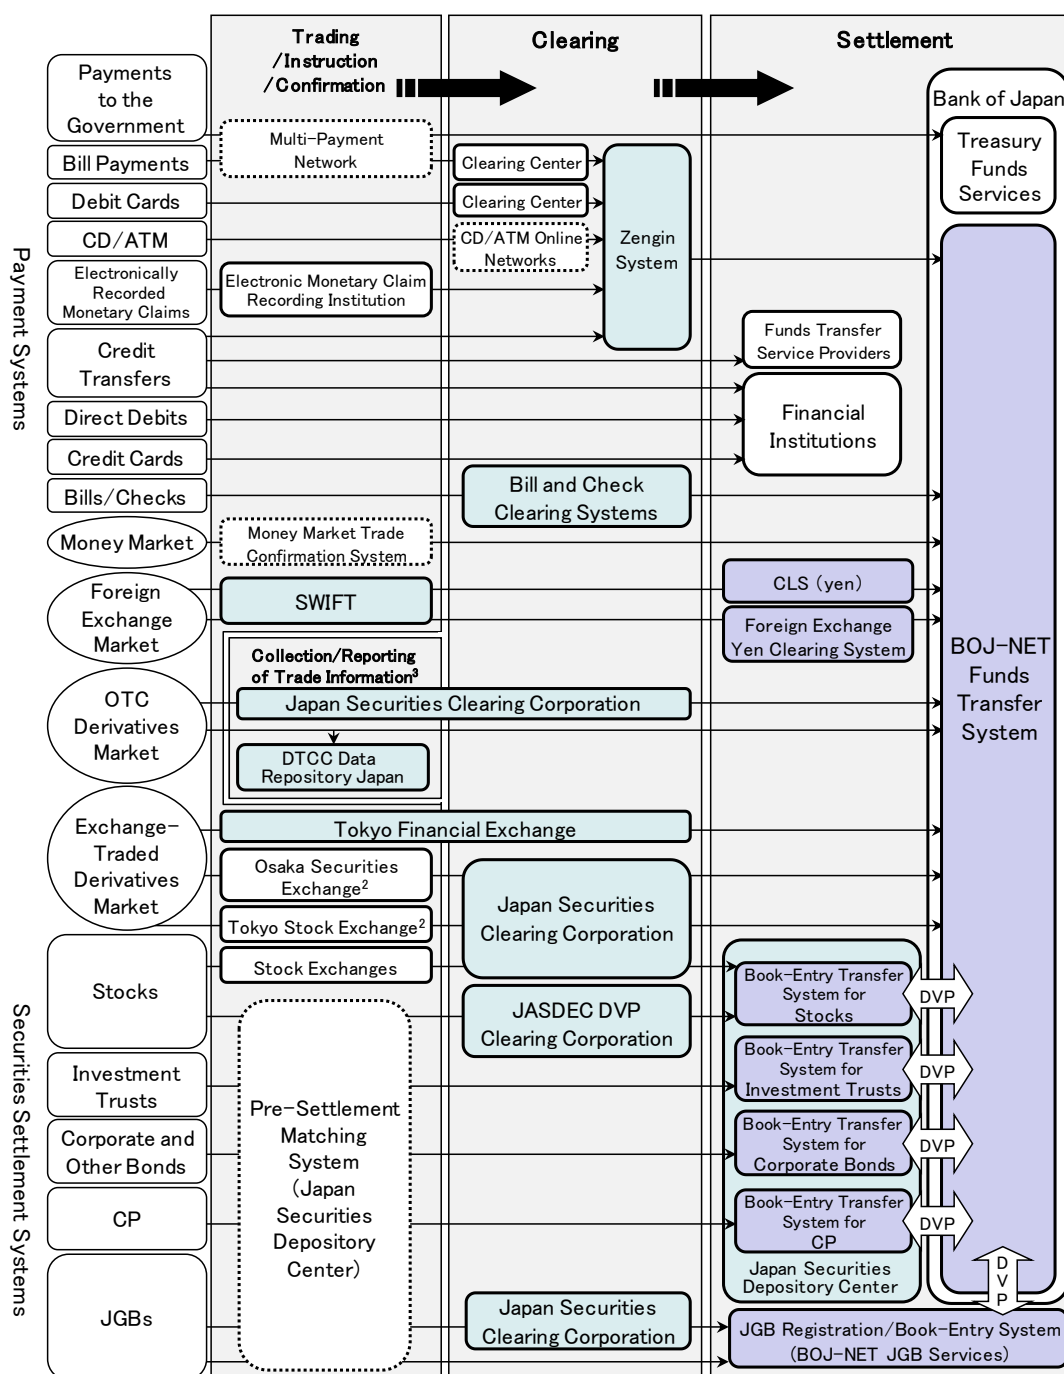 Trading
/Instruction
/Confirmation
Clearing
Settlement
Payment Systems
Payments
to the
Government
Bill Payments
Debit Cards
CD/ATM
Electronically
Recorded
Monetary Claims
Credit
Transfers
Direct Debits
Credit Cards
Bills/Checks
Money Market
Foreign
Exchange
Market
OTC
Derivatives
Market
Exchange-
Traded
Derivatives
Market
Securities Settlement Systems
Stocks
Investment
Trusts
Corporate and
Other Bonds
CP
JGBs
Multi-Payment
Network
Electronic Monetary Claim
Recording Institution
Money Market Trade
Confirmation System
SWIFT
Collection/Reporting
of Trade Information³
Japan Securities Clearing Corporation
DTCC Data
Repository Japan
Tokyo Financial Exchange
Osaka Securities
Exchange²
Tokyo Stock Exchange²
Stock Exchanges
Pre-Settlement
Matching
System
(Japan
Securities
Depository
Center)
Clearing Center
Clearing Center
CD/ATM Online
Networks
Zengin
System
Bill and Check
Clearing Systems
Japan Securities
Clearing Corporation
JASDEC DVP
Clearing Corporation
Japan Securities
Clearing Corporation
Funds Transfer
Service Providers
Financial
Institutions
CLS (yen)
Foreign Exchange
Yen Clearing System
Book-Entry Transfer
System for
Stocks
Book-Entry Transfer
System for
Investment Trusts
Book-Entry Transfer
System for
Corporate Bonds
Book-Entry Transfer
System for
CP
Japan Securities
Depository Center
DVP
DVP
DVP
DVP
DVP
JGB Registration/Book-Entry System
(BOJ-NET JGB Services)
Bank of Japan
Treasury
Funds
Services
BOJ-NET
Funds
Transfer
System